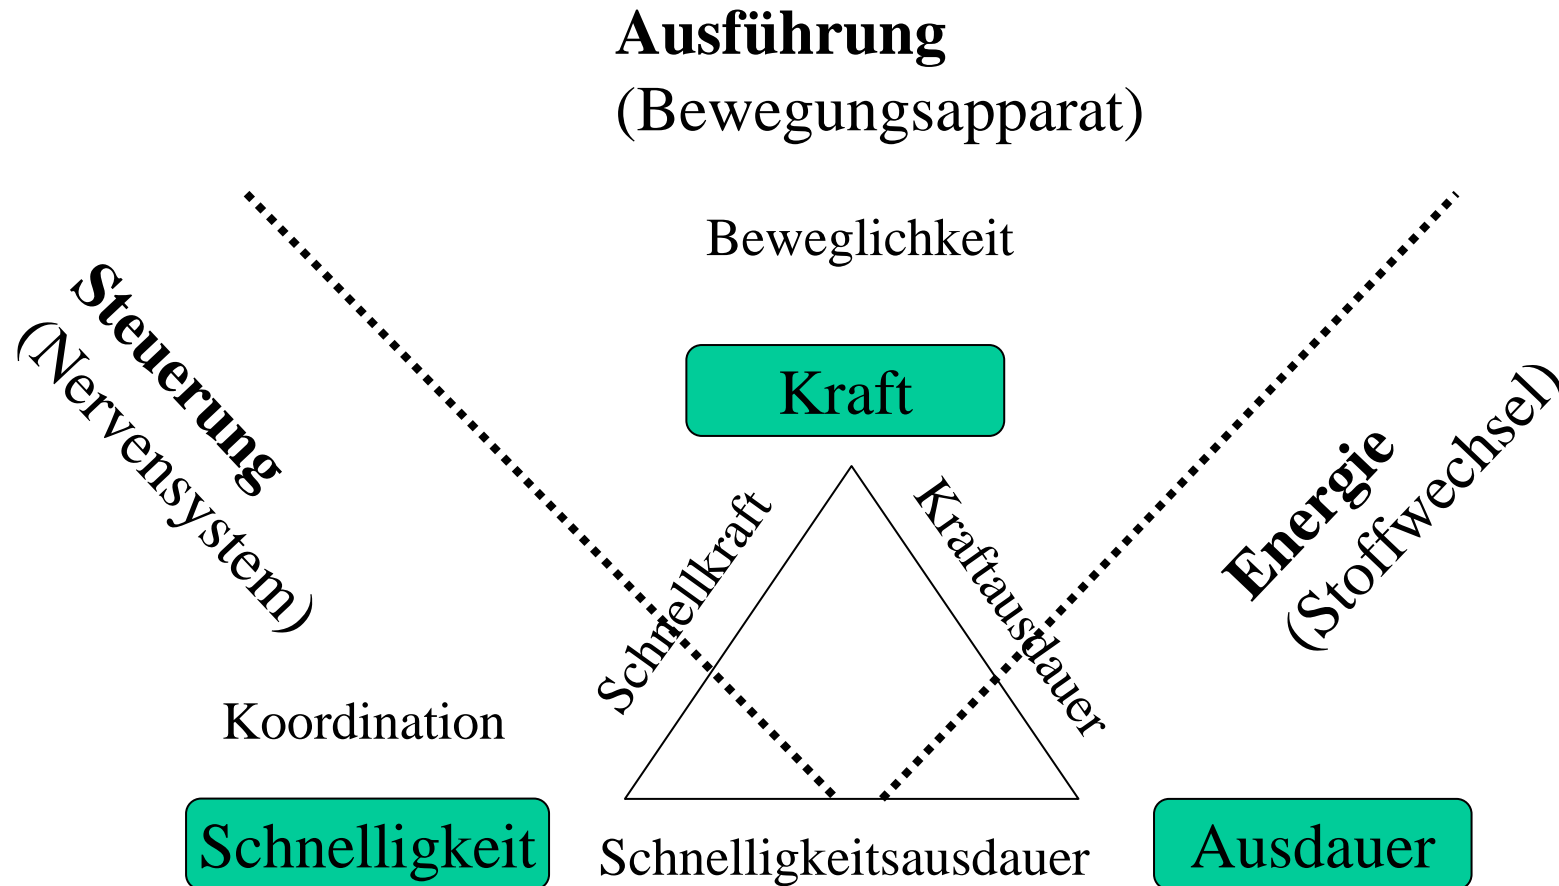 Ausführung
(Bewegungsapparat)
Beweglichkeit
Steuerung
(Nervensystem)
Kraft
Energie
(Stoffwechsel)
Schnellkraft
Kraftausdauer
Koordination
Schnelligkeit
Schnelligkeitsausdauer
Ausdauer